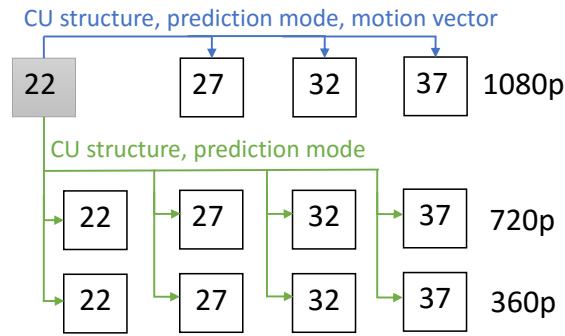 CU structure, prediction mode, motion vector
22 27 32 37 1080p
CU structure, prediction mode
22 27 32 37 720p
22 27 32 37 360p